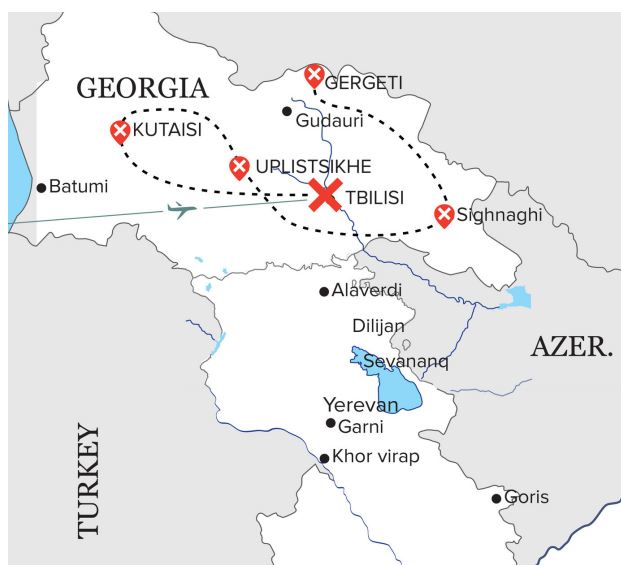 GERGETI
GEORGIA
Gudauri
KUTAISI
UPLISTSIKHE
Batumi
TBILISI
Sighnaghi
Alaverdi
Dilijan
AZER.
Sevananq
Yerevan
Garni
TURKEY
Khor virap
Goris